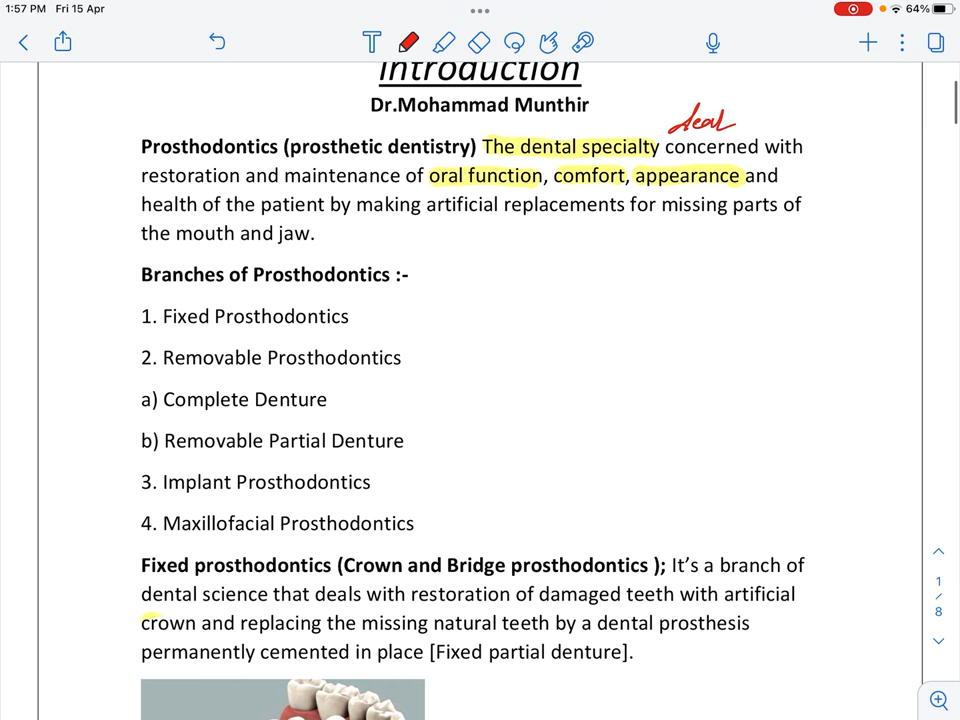 1:57 PM Fri 15 Apr
64%
Introduction
Dr.Mohammad Munthir
deal
Prosthodontics (prosthetic dentistry) The dental specialty concerned with
restoration and maintenance of oral function, comfort, appearance and
health of the patient by making artificial replacements for missing parts of
the mouth and jaw.
Branches of Prosthodontics :-
1. Fixed Prosthodontics
2. Removable Prosthodontics
a) Complete Denture
b) Removable Partial Denture
3. Implant Prosthodontics
4. Maxillofacial Prosthodontics
Fixed prosthodontics (Crown and Bridge prosthodontics ); It’s a branch of
dental science that deals with restoration of damaged teeth with artificial
crown and replacing the missing natural teeth by a dental prosthesis
permanently cemented in place [Fixed partial denture].
1
/
8